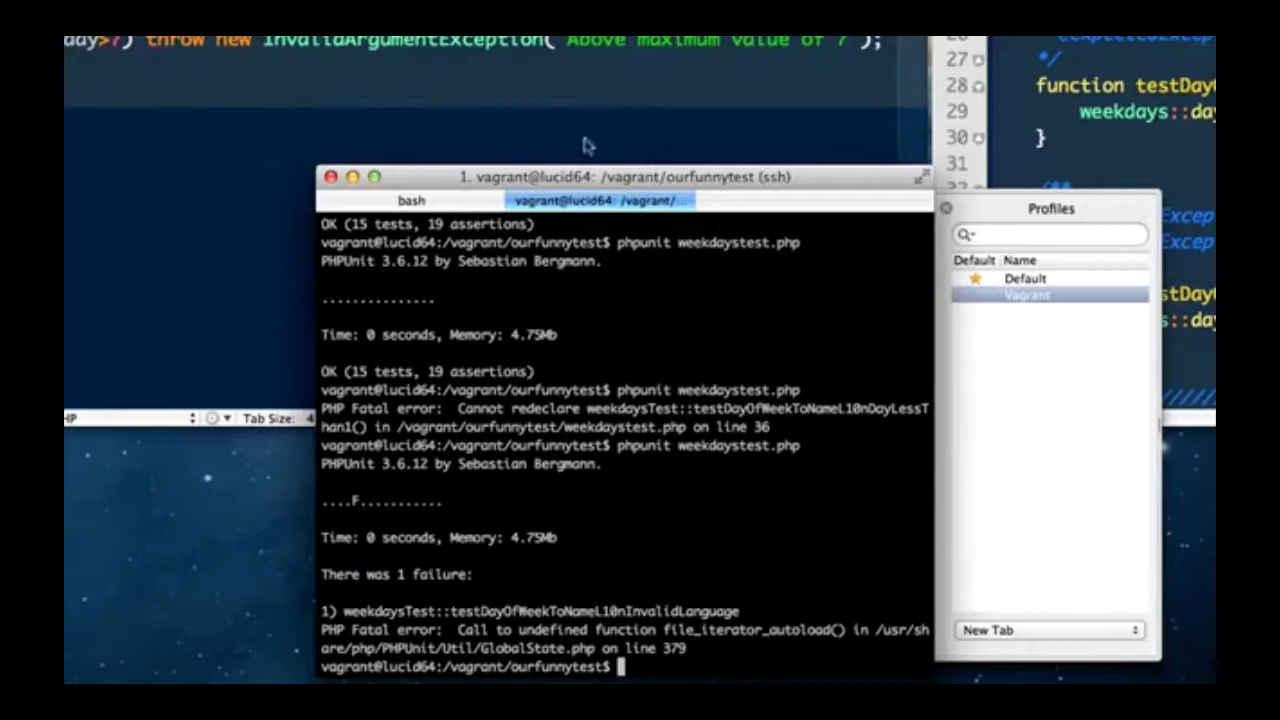 day>7) throw new InvalidArgumentException('Above maximum value of 7');
27
*/
28
function testDay
29
weekdays::da
30
}
31
1. vagrant@lucid64: /vagrant/ourfunnytest (ssh)
bash
vagrant@lucid64: /vagrant/...
OK (15 tests, 19 assertions)
vagrant@lucid64:/vagrant/ourfunnytest$ phpunit weekdaystest.php
PHPUnit 3.6.12 by Sebastian Bergmann.
...............
Time: 0 seconds, Memory: 4.75Mb
OK (15 tests, 19 assertions)
vagrant@lucid64:/vagrant/ourfunnytest$ phpunit weekdaystest.php
PHP Fatal error:  Cannot redeclare weekdaysTest::testDayOfWeekToNameL10nDayLessT
han1() in /vagrant/ourfunnytest/weekdaystest.php on line 36
vagrant@lucid64:/vagrant/ourfunnytest$ phpunit weekdaystest.php
PHPUnit 3.6.12 by Sebastian Bergmann.
....F...........
Time: 0 seconds, Memory: 4.75Mb
There was 1 failure:
1) weekdaysTest::testDayOfWeekToNameL10nInvalidLanguage
PHP Fatal error:  Call to undefined function file_iterator_autoload() in /usr/sh
are/php/PHPUnit/Util/GlobalState.php on line 379
vagrant@lucid64:/vagrant/ourfunnytest$
Profiles
Default Name
Default
Vagrant
New Tab
Excep
Excep
stDay
s::da
//////
HP
Tab Size: 4